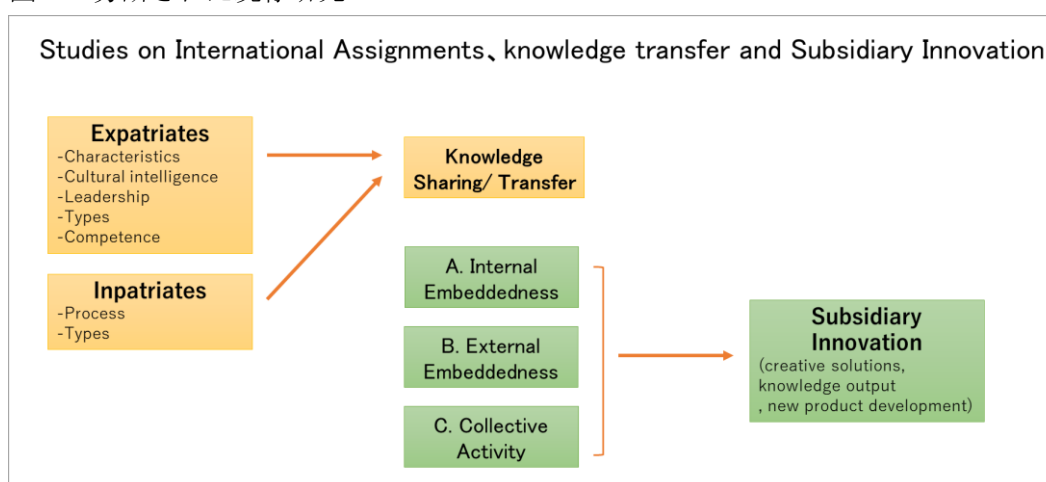 Studies on International Assignments、knowledge transfer and Subsidiary Innovation
Expatriates
-Characteristics
-Cultural intelligence
-Leadership
-Types
-Competence
Inpatriates
-Process
-Types
Knowledge
Sharing/ Transfer
A. Internal
Embeddedness
B. External
Embeddedness
C. Collective
Activity
Subsidiary
Innovation
(creative solutions,
knowledge output
, new product development)